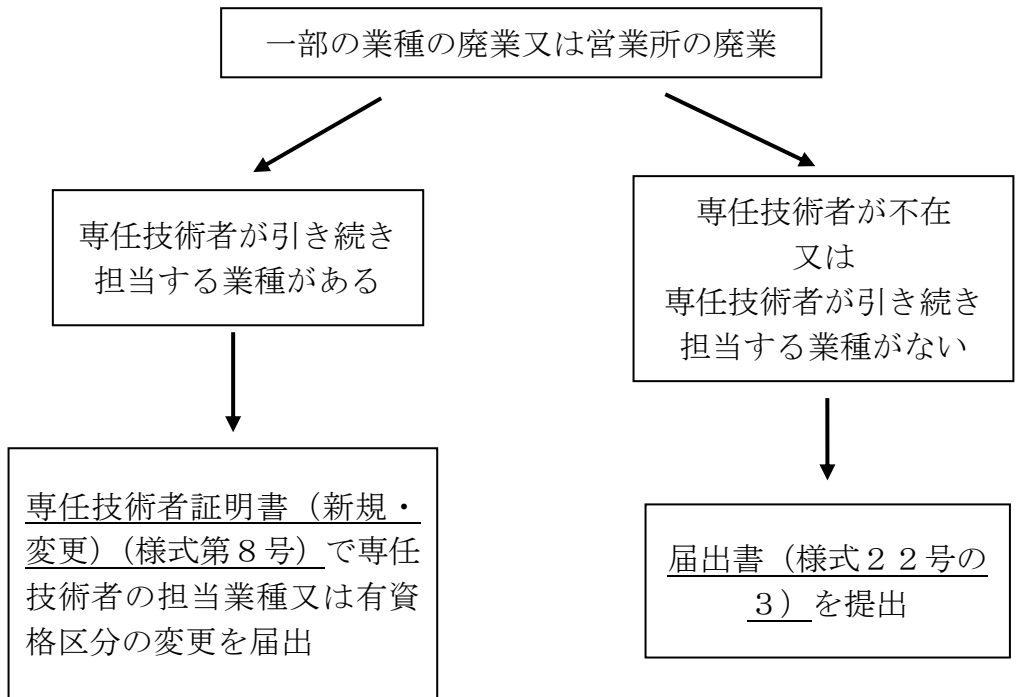 一部の業種の廃業又は営業所の廃業
専任技術者が引き続き
担当する業種がある
専任技術者が不在
又は
専任技術者が引き続き
担当する業種がない
専任技術者証明書（新規・
変更）（様式第８号）で専任
技術者の担当業種又は有資
格区分の変更を届出
届出書（様式２２号の
３）を提出